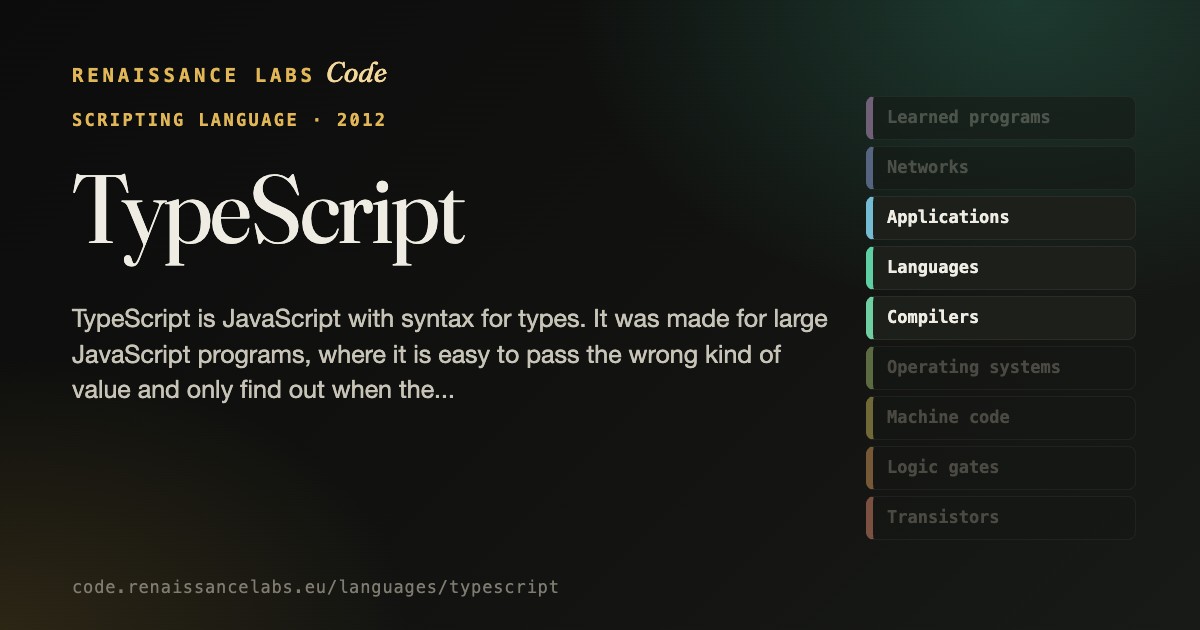 RENAISSANCE LABS Code
SCRIPTING LANGUAGE · 2012
TypeScript
TypeScript is JavaScript with syntax for types. It was made for large
JavaScript programs, where it is easy to pass the wrong kind of
value and only find out when the...
Learned programs
Networks
Applications
Languages
Compilers
Operating systems
Machine code
Logic gates
Transistors
code.renaissancelabs.eu/languages/typescript